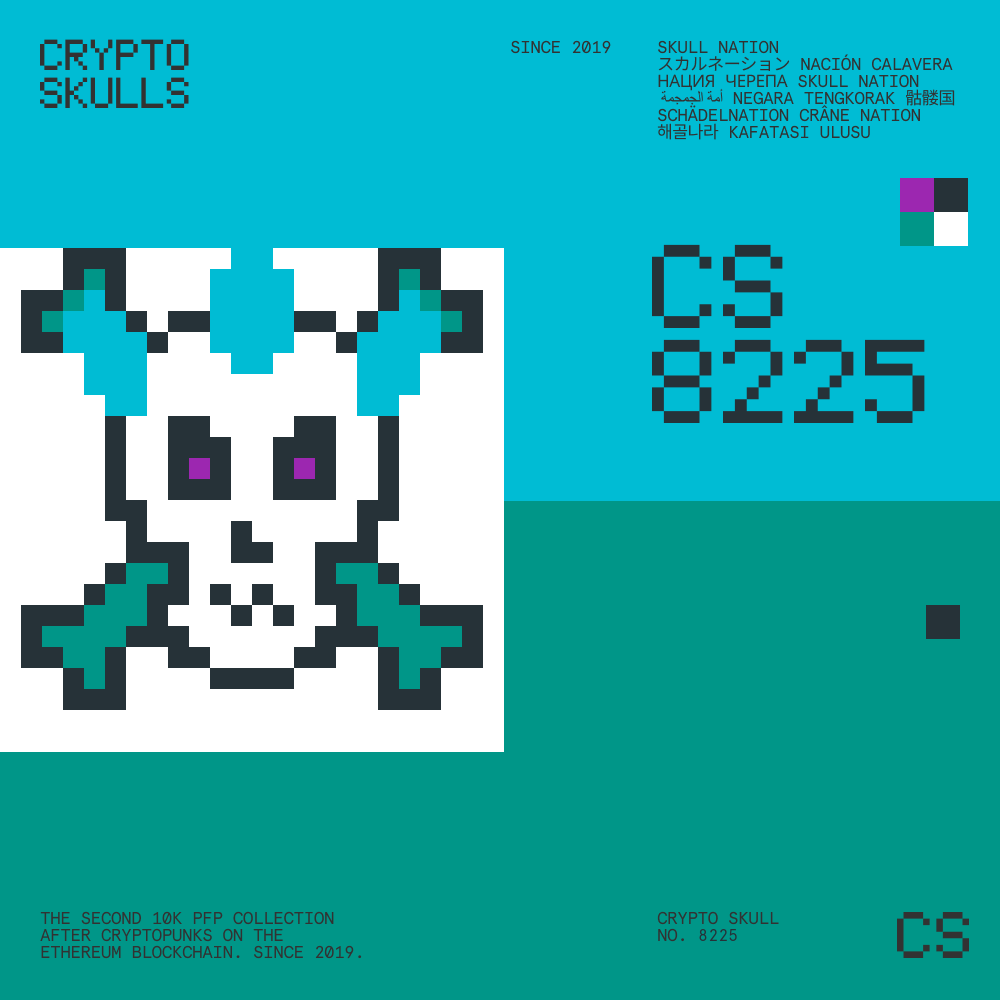 CRYPTO
SKULLS
SINCE 2019
SKULL NATION
スカルネーション NACIÓN CALAVERA
НАЦИЯ ЧЕРЕПА SKULL NATION
أمة الجمجمة NEGARA TENGKORAK 骷髅国
SCHÄDELNATION CRÂNE NATION
해골나라 KAFATASI ULUSU
CS
8225
THE SECOND 10K PFP COLLECTION
AFTER CRYPTOPUNKS ON THE
ETHEREUM BLOCKCHAIN. SINCE 2019.
CRYPTO SKULL
NO. 8225
CS